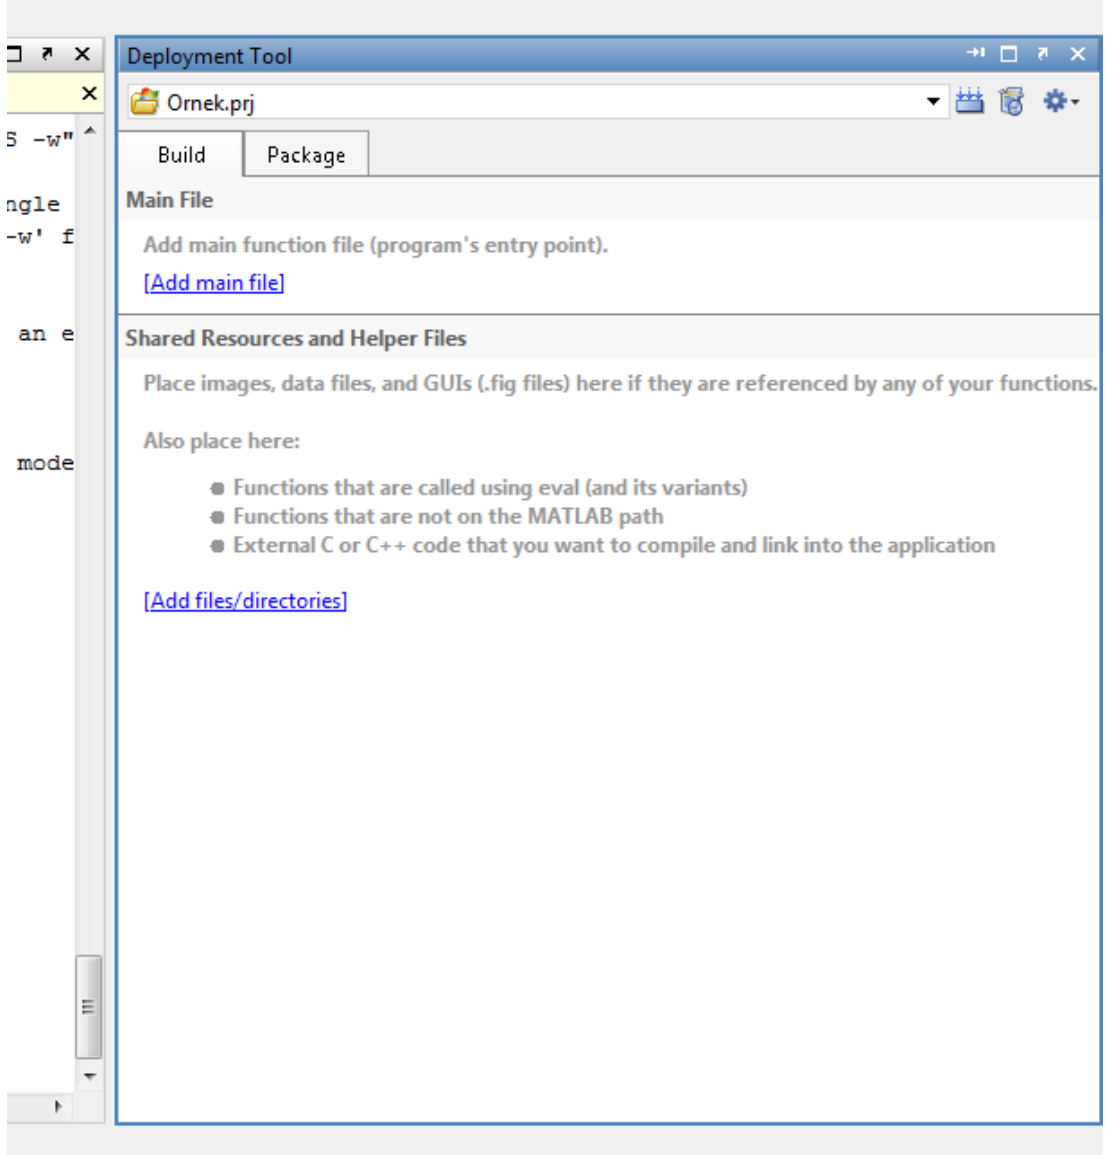 Deployment Tool
Ornek.prj
Build
Package
Main File
Add main function file (program's entry point).
[Add main file]
Shared Resources and Helper Files
Place images, data files, and GUIs (.fig files) here if they are referenced by any of your functions.
Also place here:
Functions that are called using eval (and its variants)
Functions that are not on the MATLAB path
External C or C++ code that you want to compile and link into the application
[Add files/directories]
-w"
ngle
-w' f
an e
mode